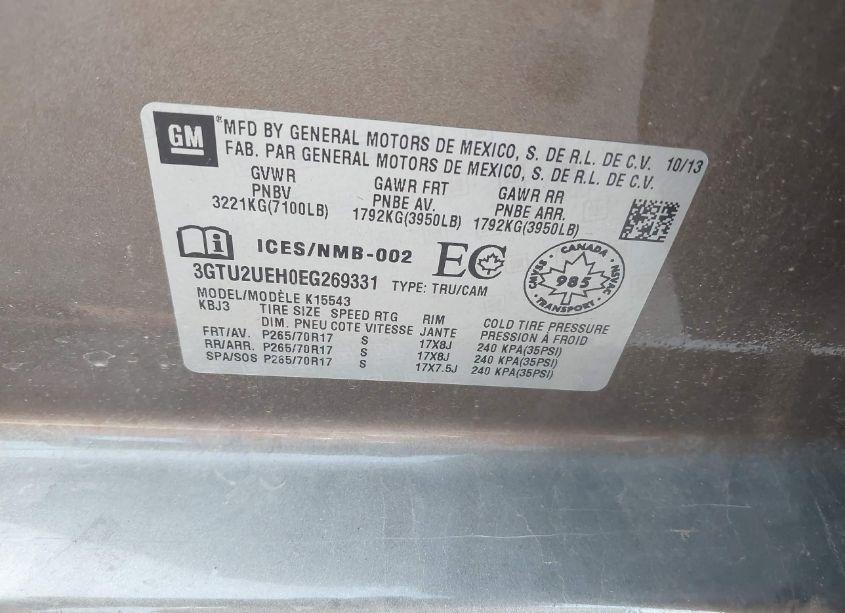 GM ® MFD BY GENERAL MOTORS DE MEXICO, S. DE R.L. DE C.V. 10/13
FAB. PAR GENERAL MOTORS DE MEXICO, S. DE R.L. DE C.V.
GVWR GAWR FRT GAWR RR
PNBV PNBE AV. PNBE ARR.
3221KG(7100LB) 1792KG(3950LB) 1792KG(3950LB)
i ICES/NMB-002 EC
CANADA
CMVSS 985 NSVAC
TRANSPORT
3GTU2UEH0EG269331 TYPE: TRU/CAM
MODEL/MODÈLE K15543
KBJ3 TIRE SIZE SPEED RTG RIM COLD TIRE PRESSURE
DIM. PNEU COTE VITESSE JANTE PRESSION À FROID
FRT/AV. P265/70R17 S 17X8J 240 KPA(35PSI)
RR/ARR. P265/70R17 S 17X8J 240 KPA(35PSI)
SPA/SOS P265/70R17 S 17X7.5J 240 KPA(35PSI)